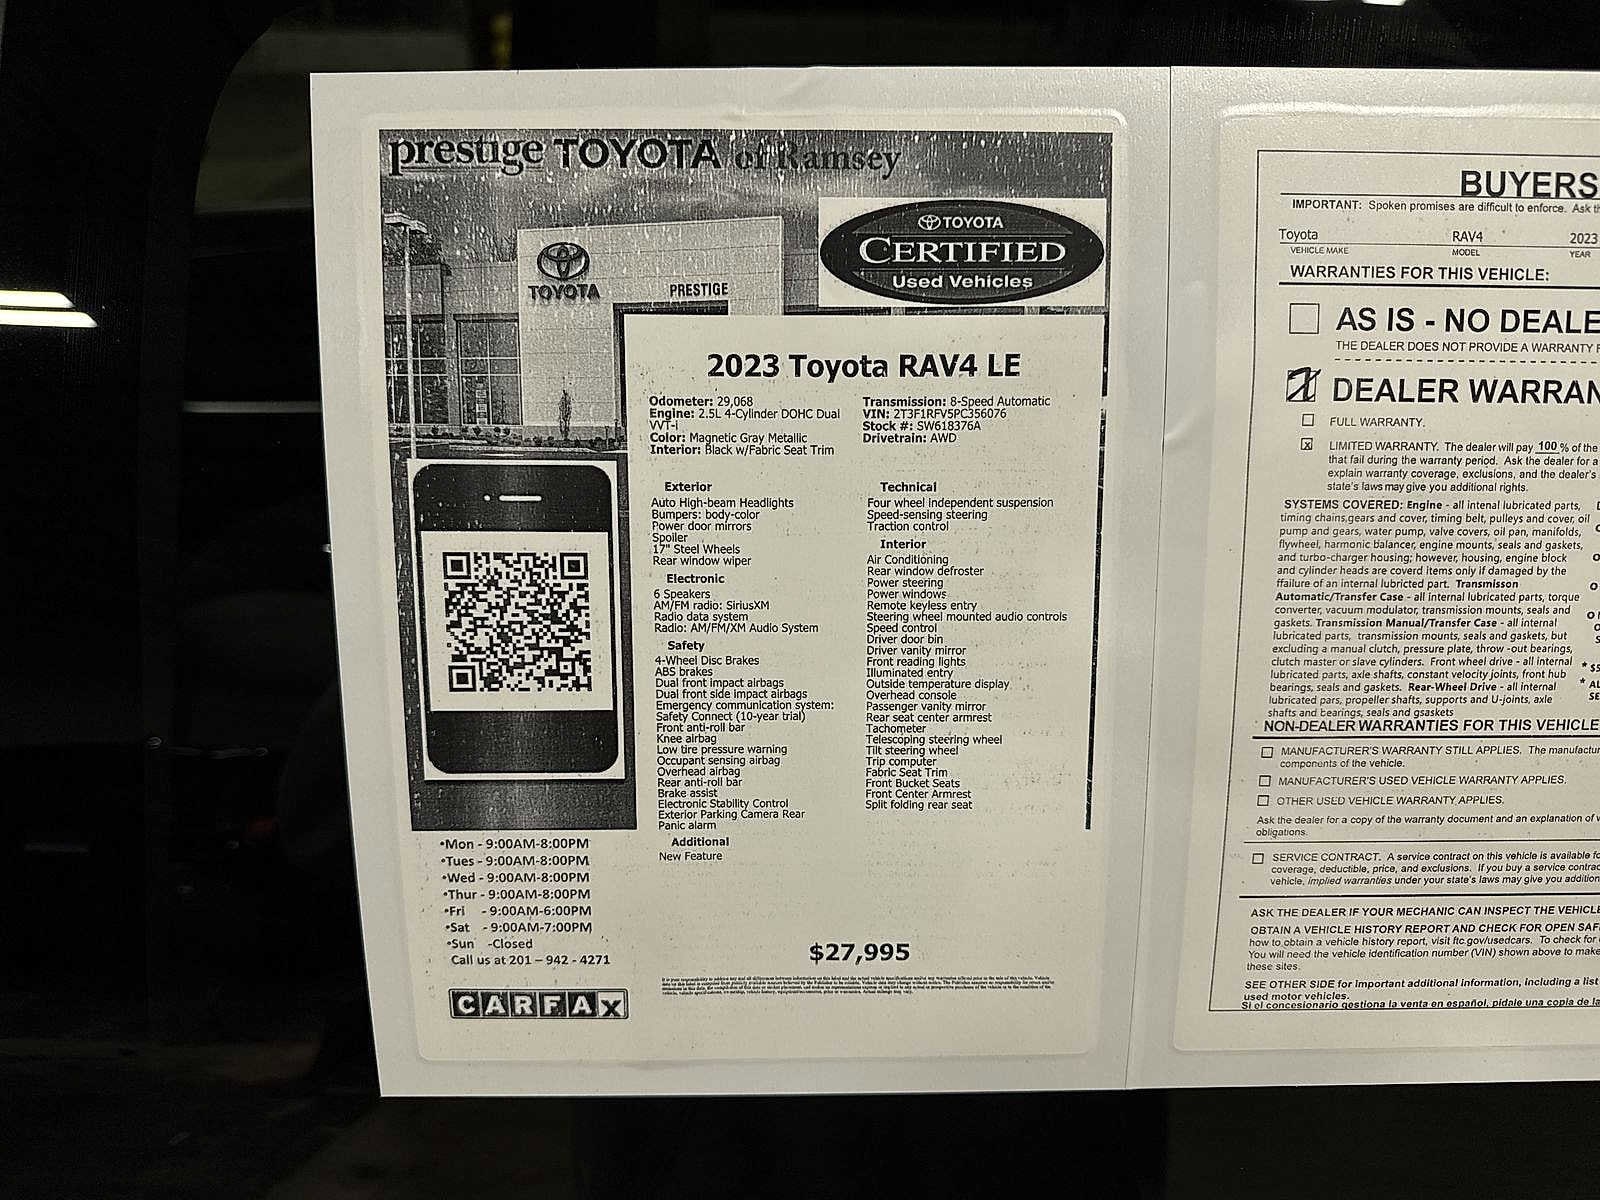 prestige TOYOTA of Ramsey
TOYOTA
CERTIFIED
Used Vehicles
TOYOTA
PRESTIGE
2023 Toyota RAV4 LE
Odometer: 29,068
Engine: 2.5L 4-Cylinder DOHC Dual
VVT-i
Color: Magnetic Gray Metallic
Interior: Black w/Fabric Seat Trim
Transmission: 8-Speed Automatic
VIN: 2T3F1RFV5PC356076
Stock #: SW618376A
Drivetrain: AWD
Exterior
Auto High-beam Headlights
Bumpers: body-color
Power door mirrors
Spoiler
17" Steel Wheels
Rear window wiper
Electronic
6 Speakers
AM/FM radio: SiriusXM
Radio data system
Radio: AM/FM/XM Audio System
Safety
4-Wheel Disc Brakes
ABS brakes
Dual front impact airbags
Dual front side impact airbags
Emergency communication system:
Safety Connect (10-year trial)
Front anti-roll bar
Knee airbag
Low tire pressure warning
Occupant sensing airbag
Overhead airbag
Rear anti-roll bar
Brake assist
Electronic Stability Control
Exterior Parking Camera Rear
Panic alarm
Additional
New Feature
Technical
Four wheel independent suspension
Speed-sensing steering
Traction control
Interior
Air Conditioning
Rear window defroster
Power steering
Power windows
Remote keyless entry
Steering wheel mounted audio controls
Speed control
Driver door bin
Driver vanity mirror
Front reading lights
Illuminated entry
Outside temperature display
Overhead console
Passenger vanity mirror
Rear seat center armrest
Tachometer
Telescoping steering wheel
Tilt steering wheel
Trip computer
Fabric Seat Trim
Front Bucket Seats
Front Center Armrest
Split folding rear seat
•Mon - 9:00AM-8:00PM
•Tues - 9:00AM-8:00PM
•Wed - 9:00AM-8:00PM
•Thur - 9:00AM-8:00PM
•Fri - 9:00AM-6:00PM
•Sat - 9:00AM-7:00PM
•Sun -Closed
Call us at 201 – 942 - 4271
CARFAX
$27,995
BUYERS
IMPORTANT: Spoken promises are difficult to enforce. Ask
Toyota RAV4 2023
VEHICLE MAKE MODEL YEAR
WARRANTIES FOR THIS VEHICLE:
AS IS - NO DEALE
THE DEALER DOES NOT PROVIDE A WARRANTY
DEALER WARRAN
FULL WARRANTY.
X LIMITED WARRANTY. The dealer will pay 100 % of the
that fail during the warranty period. Ask the dealer for a
explain warranty coverage, exclusions, and the dealer's
state's laws may give you additional rights.
SYSTEMS COVERED: Engine - all intenal lubricated parts,
timing chains,gears and cover, timing belt, pulleys and cover, oil
pump and gears, water pump, valve covers, oil pan, manifolds,
flywheel, harmonic balancer, engine mounts, seals and gaskets,
and turbo-charger housing; however, housing, engine block
and cylinder heads are coverd items only if damaged by the
ffailure of an internal lubricted part. Transmisson
Automatic/Transfer Case - all internal lubricated parts, torque
converter, vacuum modulator, transmission mounts, seals and
gaskets. Transmission Manual/Transfer Case - all internal
lubricated parts, transmission mounts, seals and gaskets, but
excluding a manual clutch, pressure plate, throw -out bearings,
clutch master or slave cylinders. Front wheel drive - all internal
lubricated parts, axle shafts, constant velocity joints, front hub
bearings, seals and gaskets. Rear-Wheel Drive - all internal
lubricated pars, propeller shafts, supports and U-joints, axle
shafts and bearings, seals and gsaskets
NON-DEALER WARRANTIES FOR THIS VEHICLE
MANUFACTURER'S WARRANTY STILL APPLIES. The manufactur
components of the vehicle.
MANUFACTURER'S USED VEHICLE WARRANTY APPLIES.
OTHER USED VEHICLE WARRANTY APPLIES.
Ask the dealer for a copy of the warranty document and an explanation of
obligations.
SERVICE CONTRACT. A service contract on this vehicle is available
coverage, deductible, price, and exclusions. If you buy a service contrac
vehicle, implied warranties under your state's laws may give you addition
ASK THE DEALER IF YOUR MECHANIC CAN INSPECT THE VEHICL
OBTAIN A VEHICLE HISTORY REPORT AND CHECK FOR OPEN SAF
how to obtain a vehicle history report, visit ftc.gov/usedcars. To check for
You will need the vehicle identification number (VIN) shown above to make
these sites.
SEE OTHER SIDE for important additional information, including a list
used motor vehicles.
Si el concesionario gestiona la venta en español, pídale una copia de la